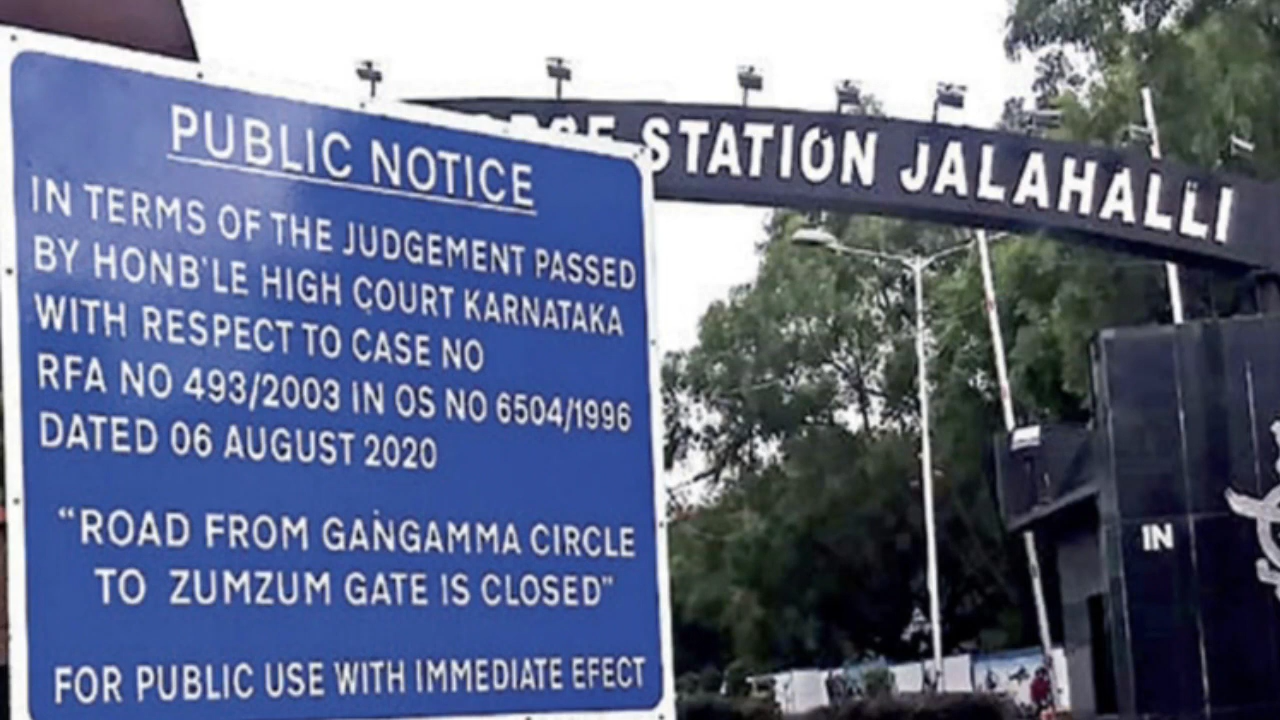 PUBLIC NOTICE
IN TERMS OF THE JUDGEMENT PASSED
BY HONB'LE HIGH COURT KARNATAKA
WITH RESPECT TO CASE NO
RFA NO 493/2003 IN OS NO 6504/1996
DATED 06 AUGUST 2020
“ROAD FROM GANGAMMA CIRCLE
TO ZUMZUM GATE IS CLOSED”
FOR PUBLIC USE WITH IMMEDIATE EFECT
STATION JALAHALLI
IN